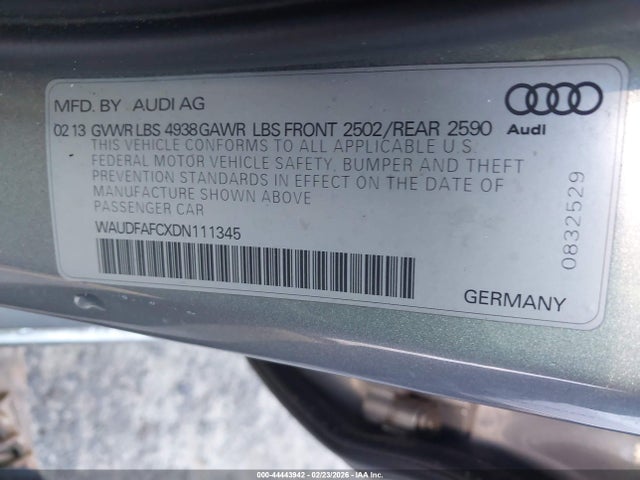 MFD. BY AUDI AG
02 13 GVWR LBS 4938 GAWR LBS FRONT 2502/REAR 2590
Audi
THIS VEHICLE CONFORMS TO ALL APPLICABLE U.S.
FEDERAL MOTOR VEHICLE SAFETY, BUMPER AND THEFT
PREVENTION STANDARDS IN EFFECT ON THE DATE OF
MANUFACTURE SHOWN ABOVE
PASSENGER CAR
WAUDFAFCXDN111345
0832529
GERMANY
000-44443942 - 02/23/2026 - IAA Inc.